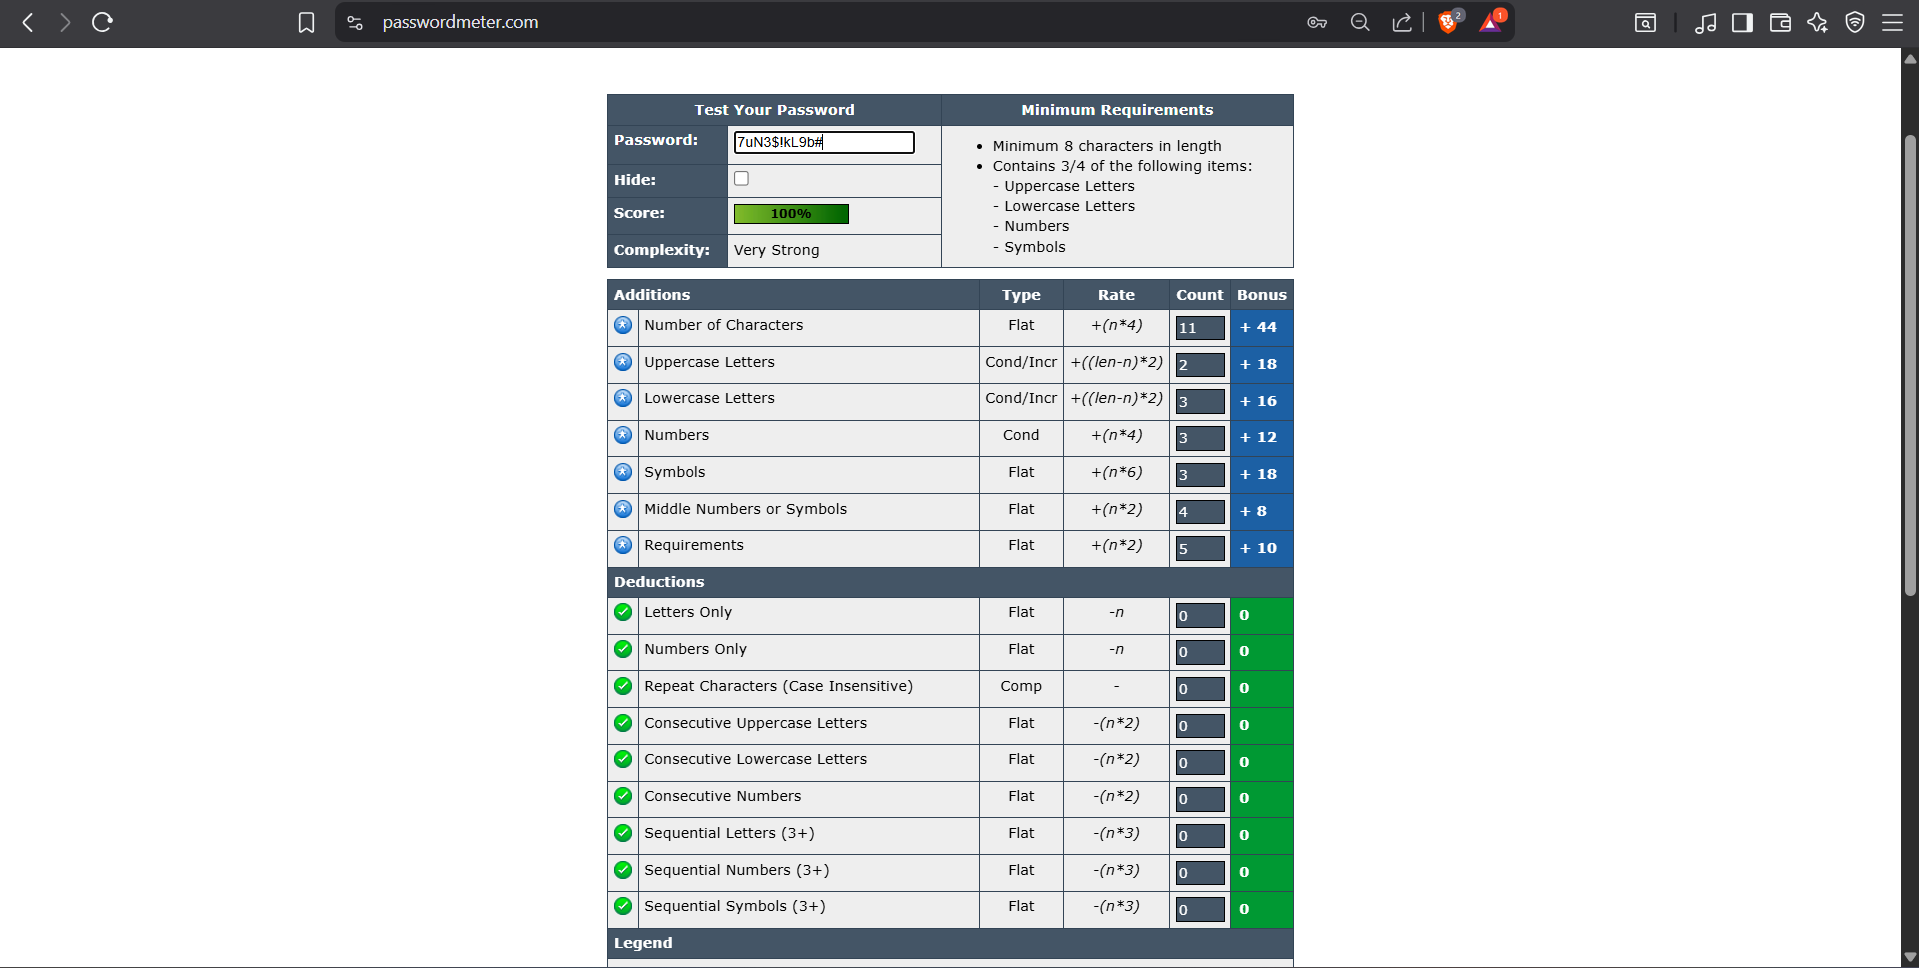 passwordmeter.com
2
1
Test Your Password
Minimum Requirements
Password:
7uN3$!kL9b#
Hide:
Score:
100%
Complexity:
Very Strong
Minimum 8 characters in length
Contains 3/4 of the following items:
- Uppercase Letters
- Lowercase Letters
- Numbers
- Symbols
Additions Type Rate Count Bonus
Number of Characters Flat +(n*4) 11 + 44
Uppercase Letters Cond/Incr +((len-n)*2) 2 + 18
Lowercase Letters Cond/Incr +((len-n)*2) 3 + 16
Numbers Cond +(n*4) 3 + 12
Symbols Flat +(n*6) 3 + 18
Middle Numbers or Symbols Flat +(n*2) 4 + 8
Requirements Flat +(n*2) 5 + 10
Deductions
Letters Only Flat -n 0 0
Numbers Only Flat -n 0 0
Repeat Characters (Case Insensitive) Comp - 0 0
Consecutive Uppercase Letters Flat -(n*2) 0 0
Consecutive Lowercase Letters Flat -(n*2) 0 0
Consecutive Numbers Flat -(n*2) 0 0
Sequential Letters (3+) Flat -(n*3) 0 0
Sequential Numbers (3+) Flat -(n*3) 0 0
Sequential Symbols (3+) Flat -(n*3) 0 0
Legend